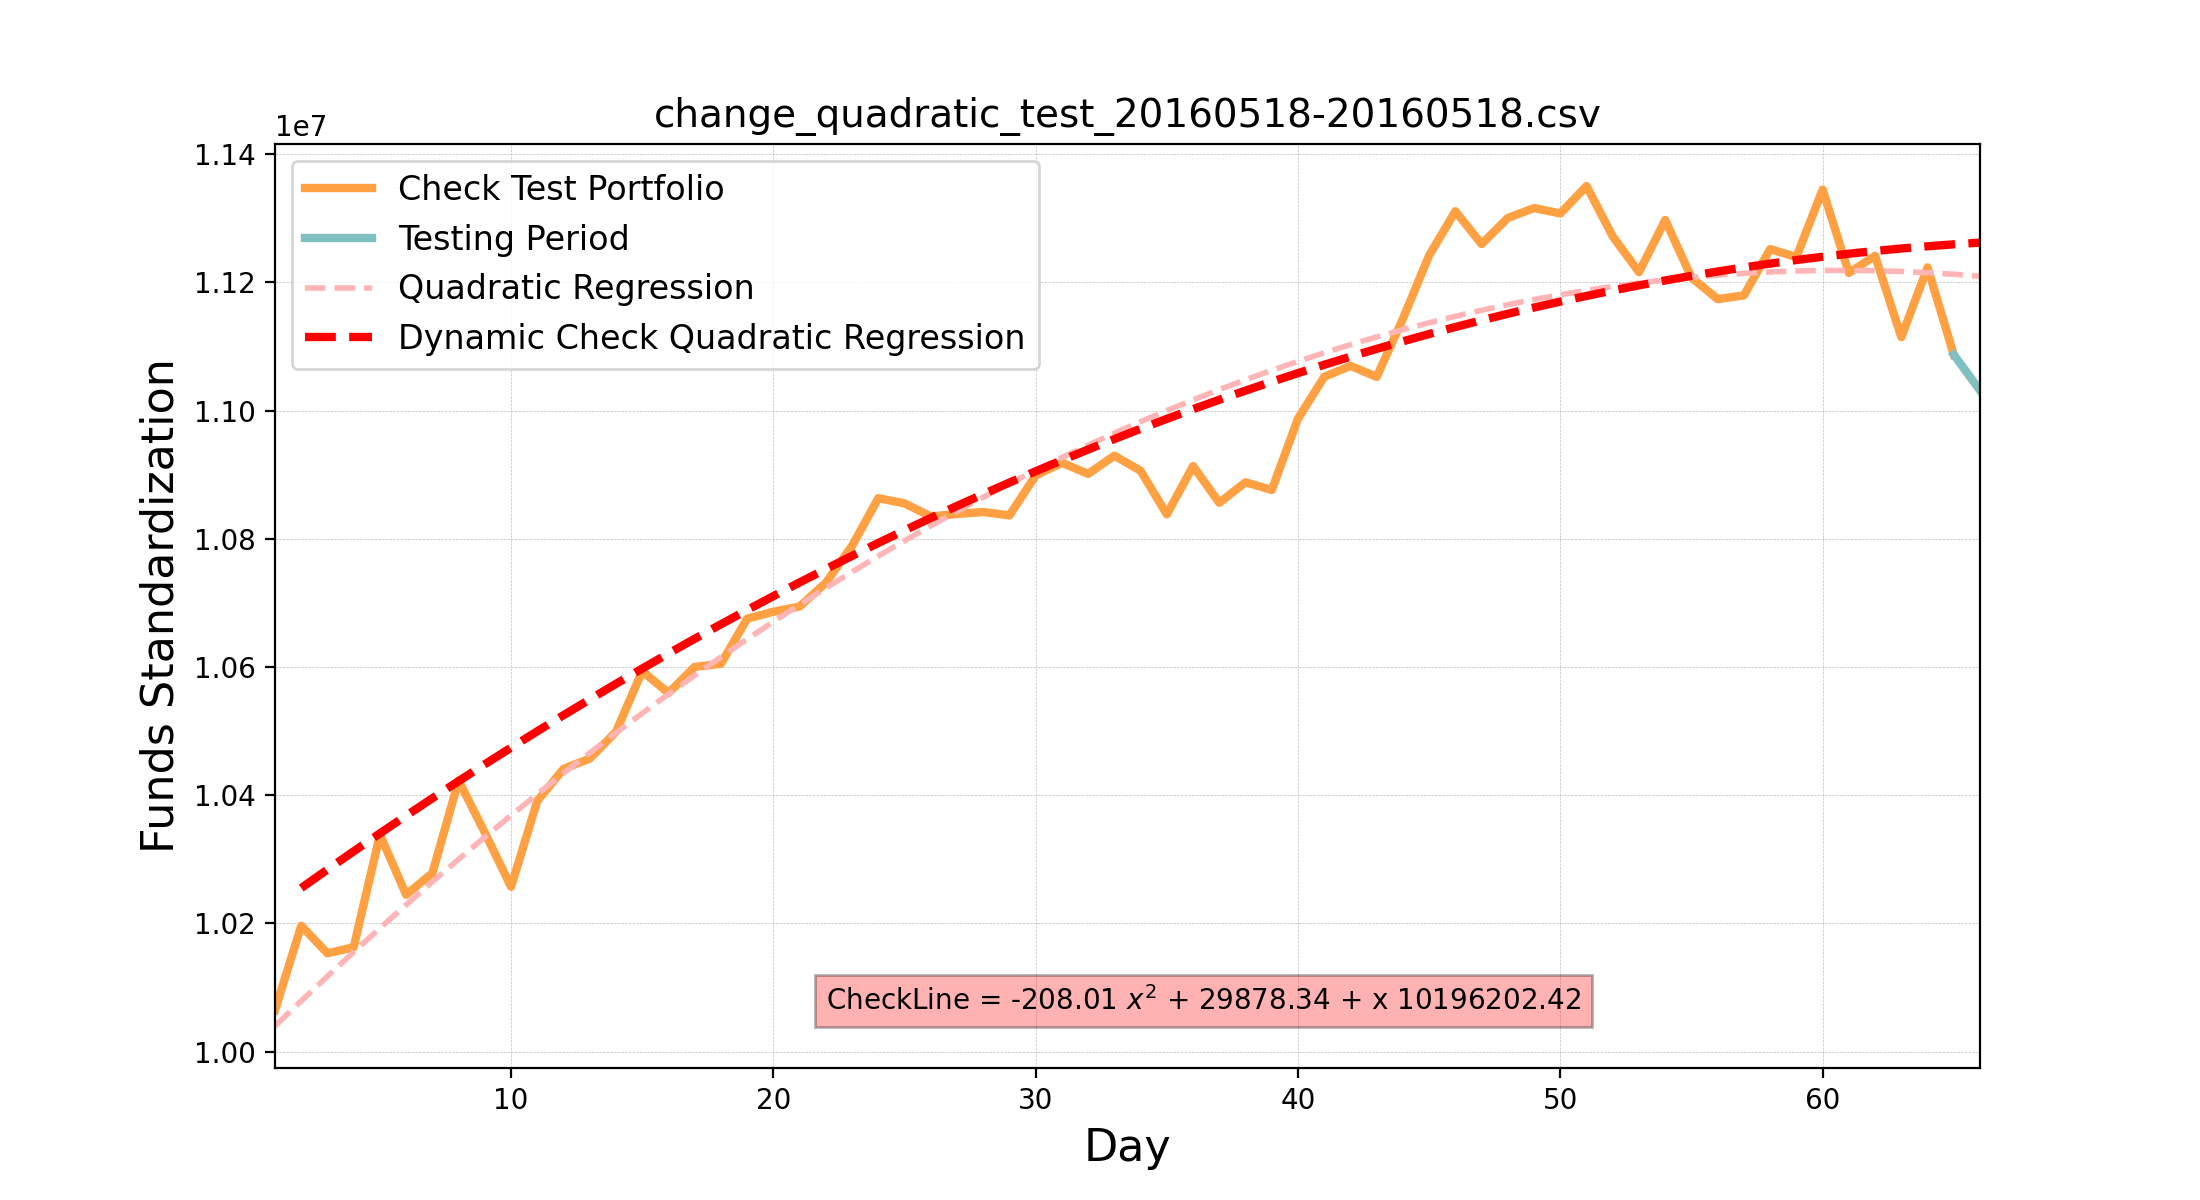 change_quadratic_test_20160518-20160518.csv
1e7
1.14
1.12
1.10
1.08
1.06
1.04
1.02
1.00
Funds Standardization
Check Test Portfolio
Testing Period
Quadratic Regression
Dynamic Check Quadratic Regression
CheckLine = -208.01 x² + 29878.34 + x 10196202.42
10 20 30 40 50 60
Day